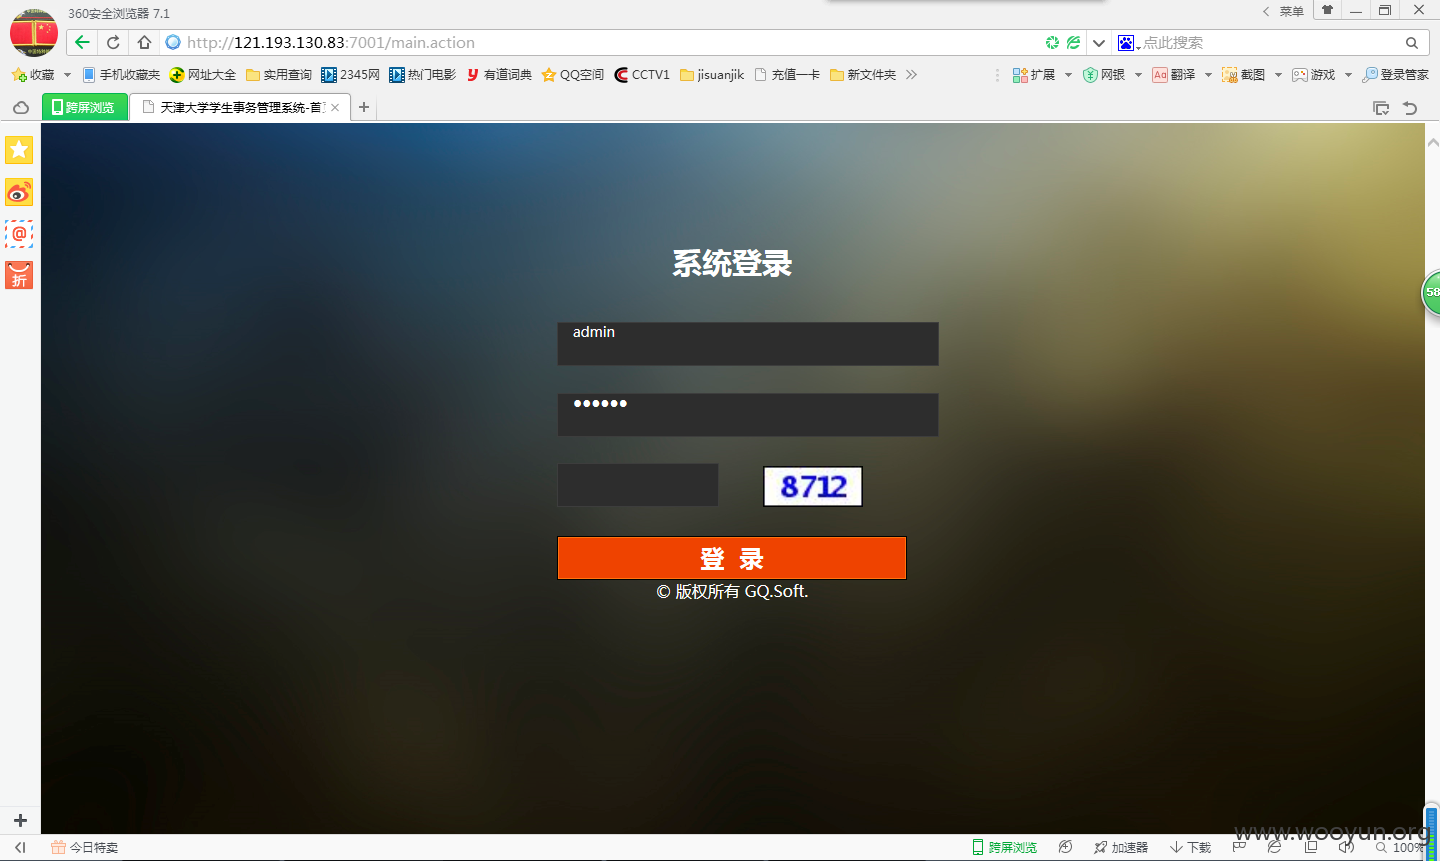 360安全浏览器 7.1
菜单
http://121.193.130.83:7001/main.action
点此搜索
收藏 手机收藏夹 网址大全 实用查询 2345网 热门电影 有道词典 QQ空间 CCTV1 jisuanjik 充值一卡 新文件夹 扩展 网银 Aa 翻译 截图 游戏 登录管家
跨屏浏览 天津大学学生事务管理系统-首
@
折
58
系统登录
admin
8712
登 录
© 版权所有 GQ.Soft.
www.wooyun.org
今日特卖 跨屏浏览 加速器 下载 100%